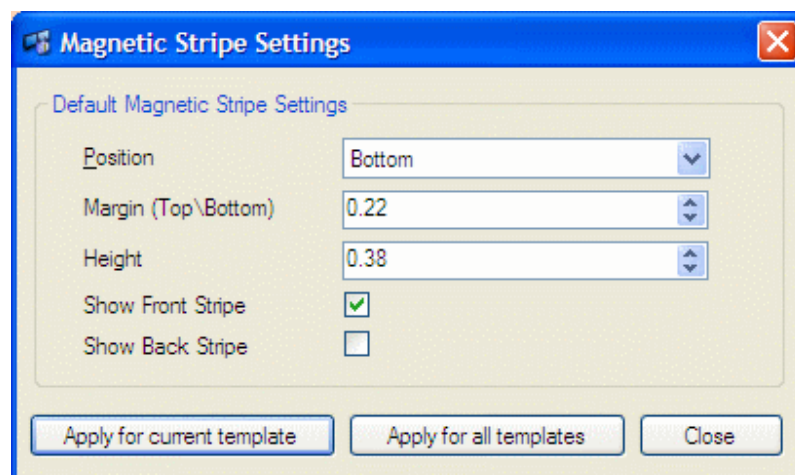 Magnetic Stripe Settings
Default Magnetic Stripe Settings
Position Bottom
Margin (Top\Bottom) 0.22
Height 0.38
Show Front Stripe
Show Back Stripe
Apply for current template Apply for all templates Close